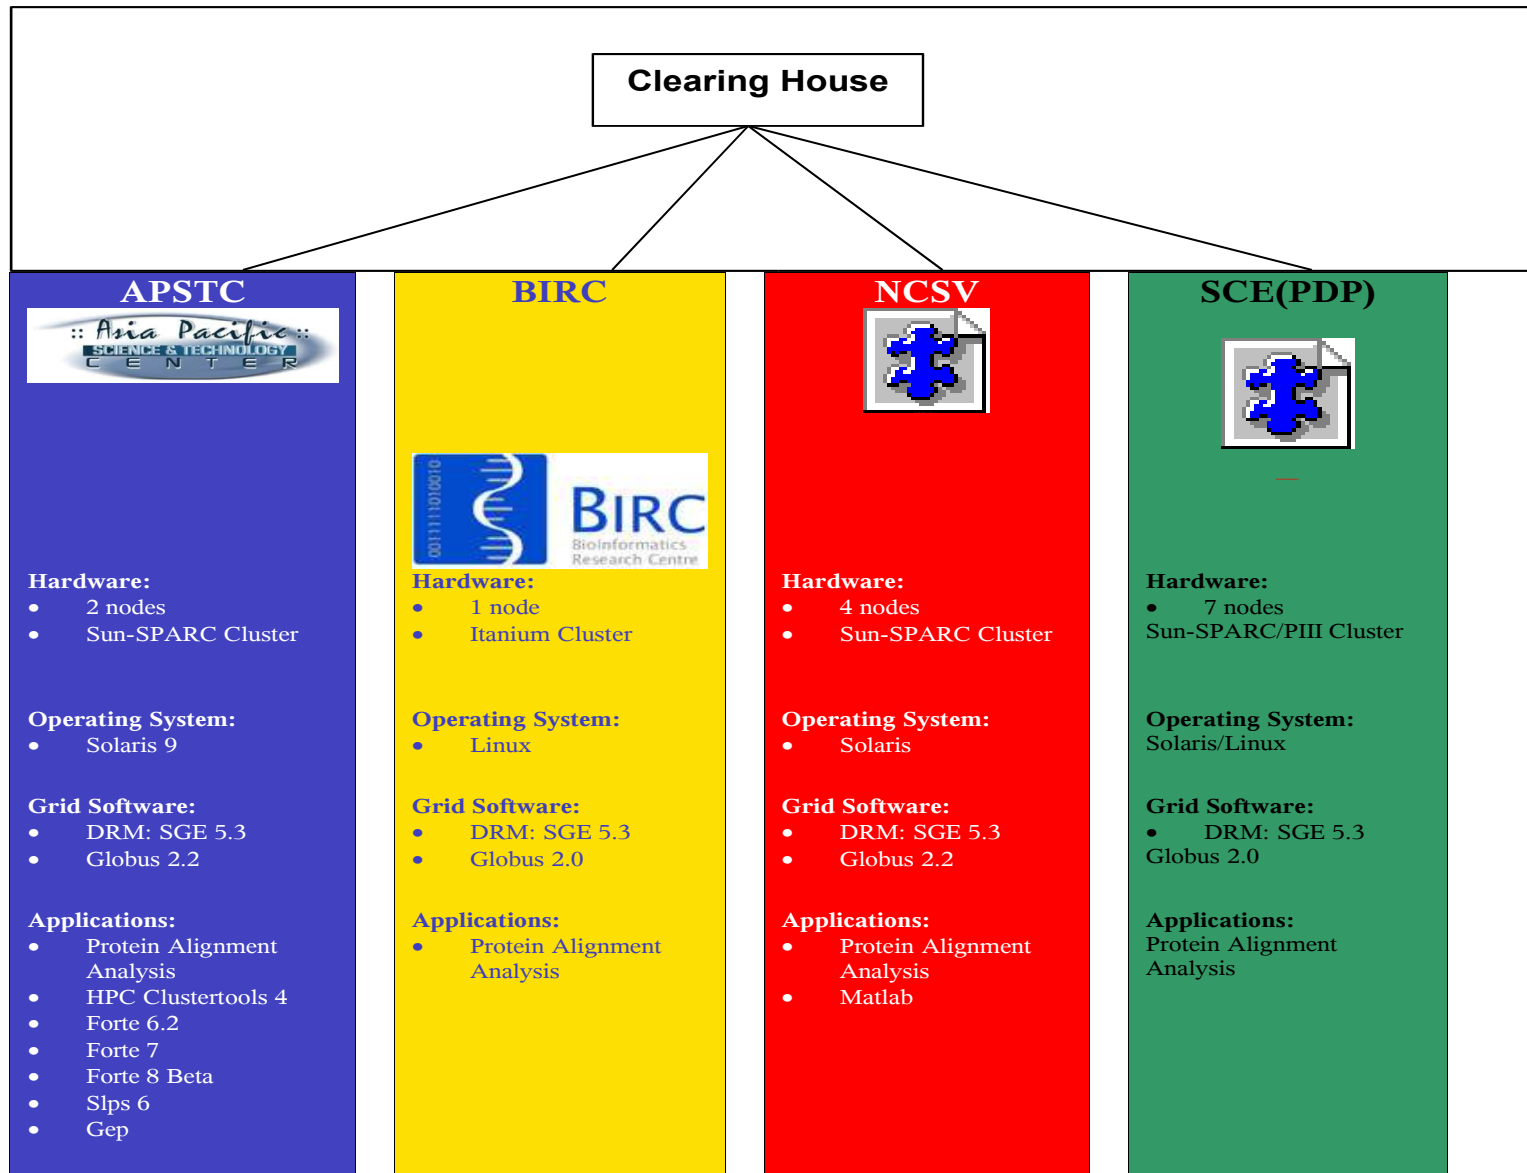 Clearing House
APSTC
:: Asia Pacific ::
SCIENCE & TECHNOLOGY
CENTER
Hardware:
• 2 nodes
• Sun-SPARC Cluster
Operating System:
• Solaris 9
Grid Software:
• DRM: SGE 5.3
• Globus 2.2
Applications:
• Protein Alignment
Analysis
• HPC Clustertools 4
• Forte 6.2
• Forte 7
• Forte 8 Beta
• Slps 6
• Gep
BIRC
001111010010
BIRC
BioInformatics
Research Centre
Hardware:
• 1 node
• Itanium Cluster
Operating System:
• Linux
Grid Software:
• DRM: SGE 5.3
• Globus 2.0
Applications:
• Protein Alignment
Analysis
NCSV
Hardware:
• 4 nodes
• Sun-SPARC Cluster
Operating System:
• Solaris
Grid Software:
• DRM: SGE 5.3
• Globus 2.2
Applications:
• Protein Alignment
Analysis
• Matlab
SCE(PDP)
Hardware:
• 7 nodes
Sun-SPARC/PIII Cluster
Operating System:
Solaris/Linux
Grid Software:
• DRM: SGE 5.3
Globus 2.0
Applications:
Protein Alignment
Analysis